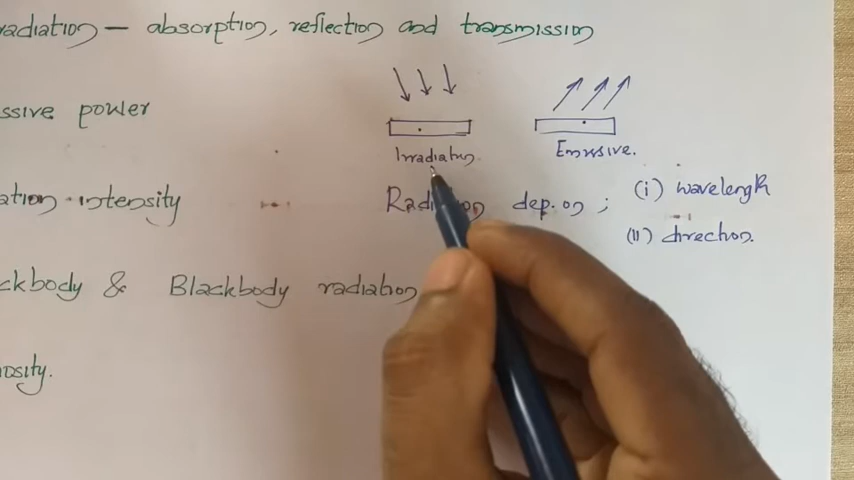 radiation — absorption, reflection and transmission
ssive power
Irradiation.
Emissive.
ation intensity
dep. on ;
(i) wavelength
(ii) direction.
ckbody & Blackbody radiation
osity.